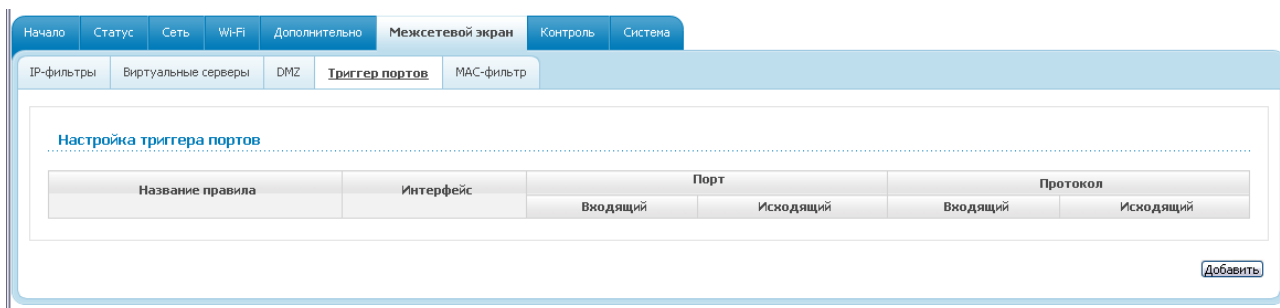 Начало Статус Сеть Wi-Fi Дополнительно Межсетевой экран Контроль Система
IP-фильтры Виртуальные серверы DMZ Триггер портов MAC-фильтр
Настройка триггера портов
Название правила Интерфейс Порт Протокол
Входящий Исходящий Входящий Исходящий
Добавить